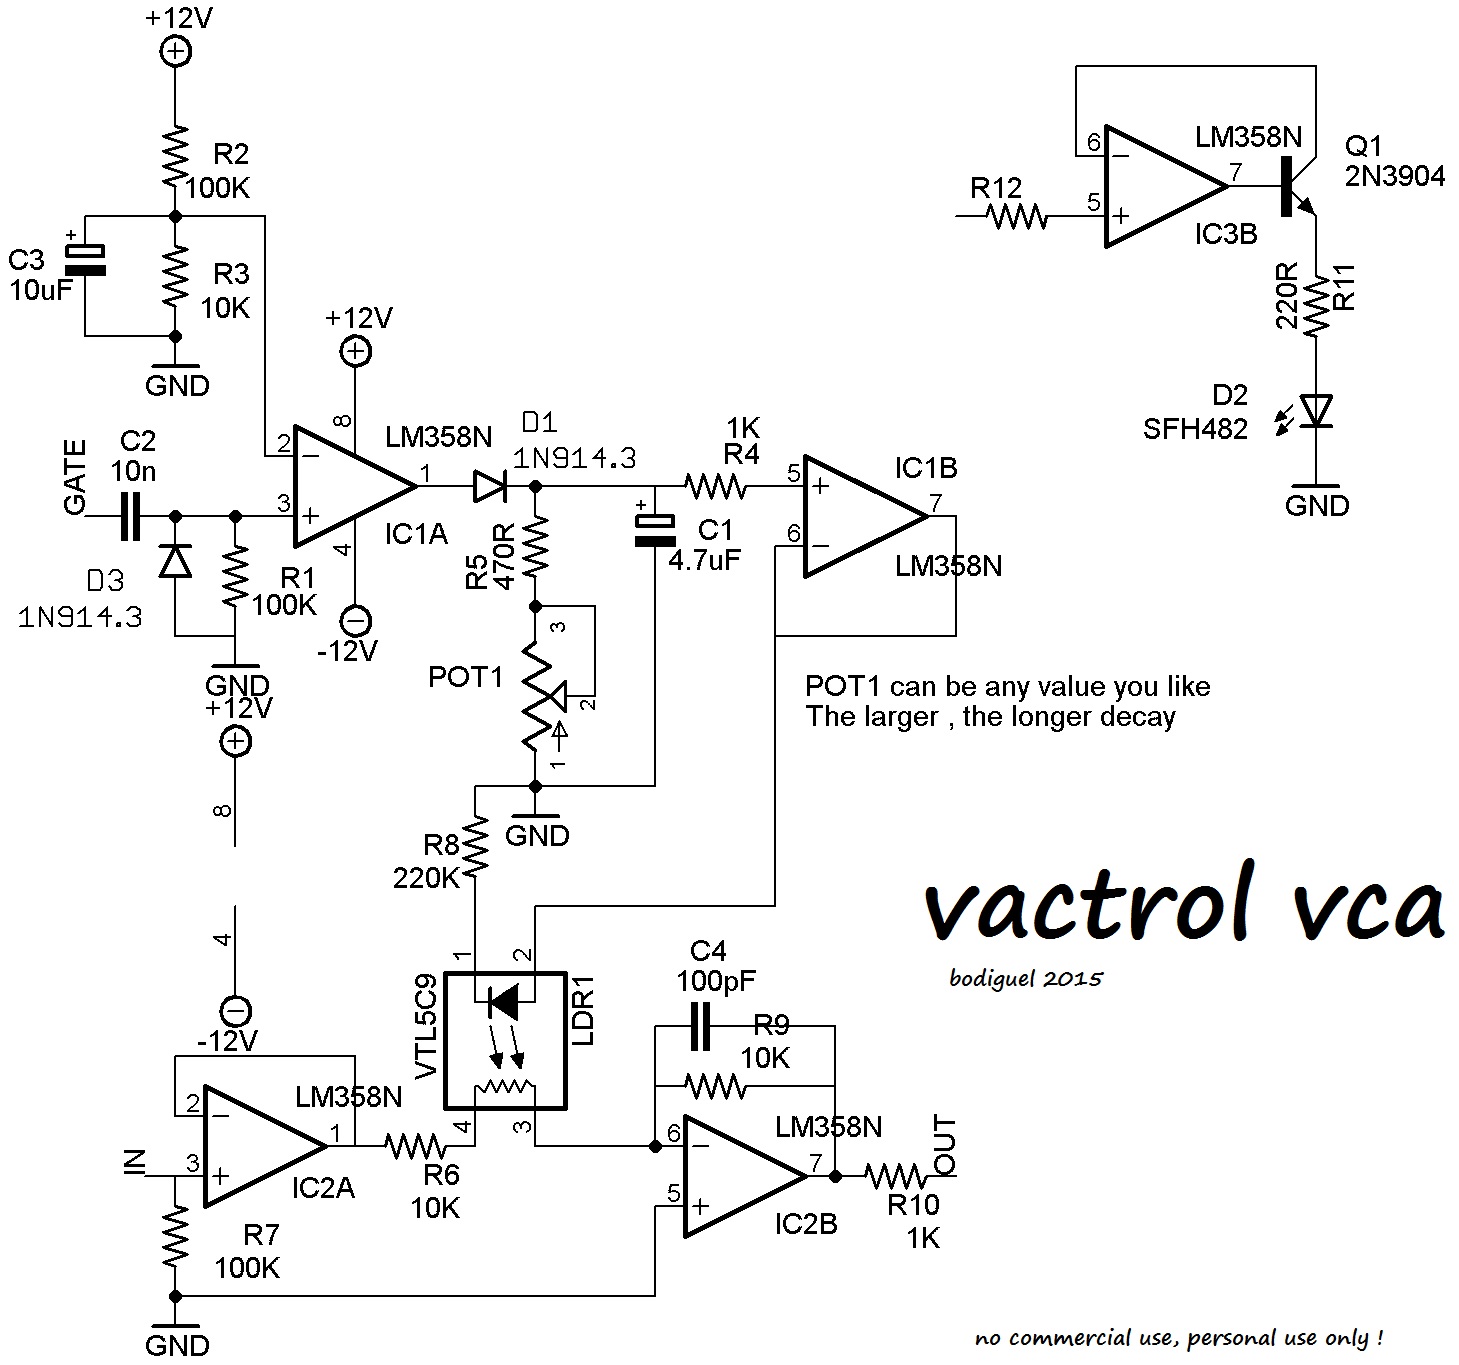 +12V
R2
100K
C3
10uF
+
R3
10K
GND
+12V
8
LM358N
2
3
1
4
IC1A
-12V
GATE
C2
10n
D3
1N914.3
R1
100K
GND
D1
1N914.3
R5
470R
3
2
1
POT1
GND
+
C1
4.7uF
1K
R4
5
6
7
IC1B
LM358N
R12
6
5
7
LM358N
IC3B
Q1
2N3904
220R
R11
D2
SFH482
GND
POT1 can be any value you like
The larger , the longer decay
+12V
8
4
-12V
R8
220K
1
2
VTL5C9
LDR1
4
3
vactrol vca
bodiguel 2015
C4
100pF
R9
10K
LM358N
2
3
1
IC2A
IN
R7
100K
GND
R6
10K
LM358N
6
5
7
IC2B
R10
1K
OUT
no commercial use, personal use only !